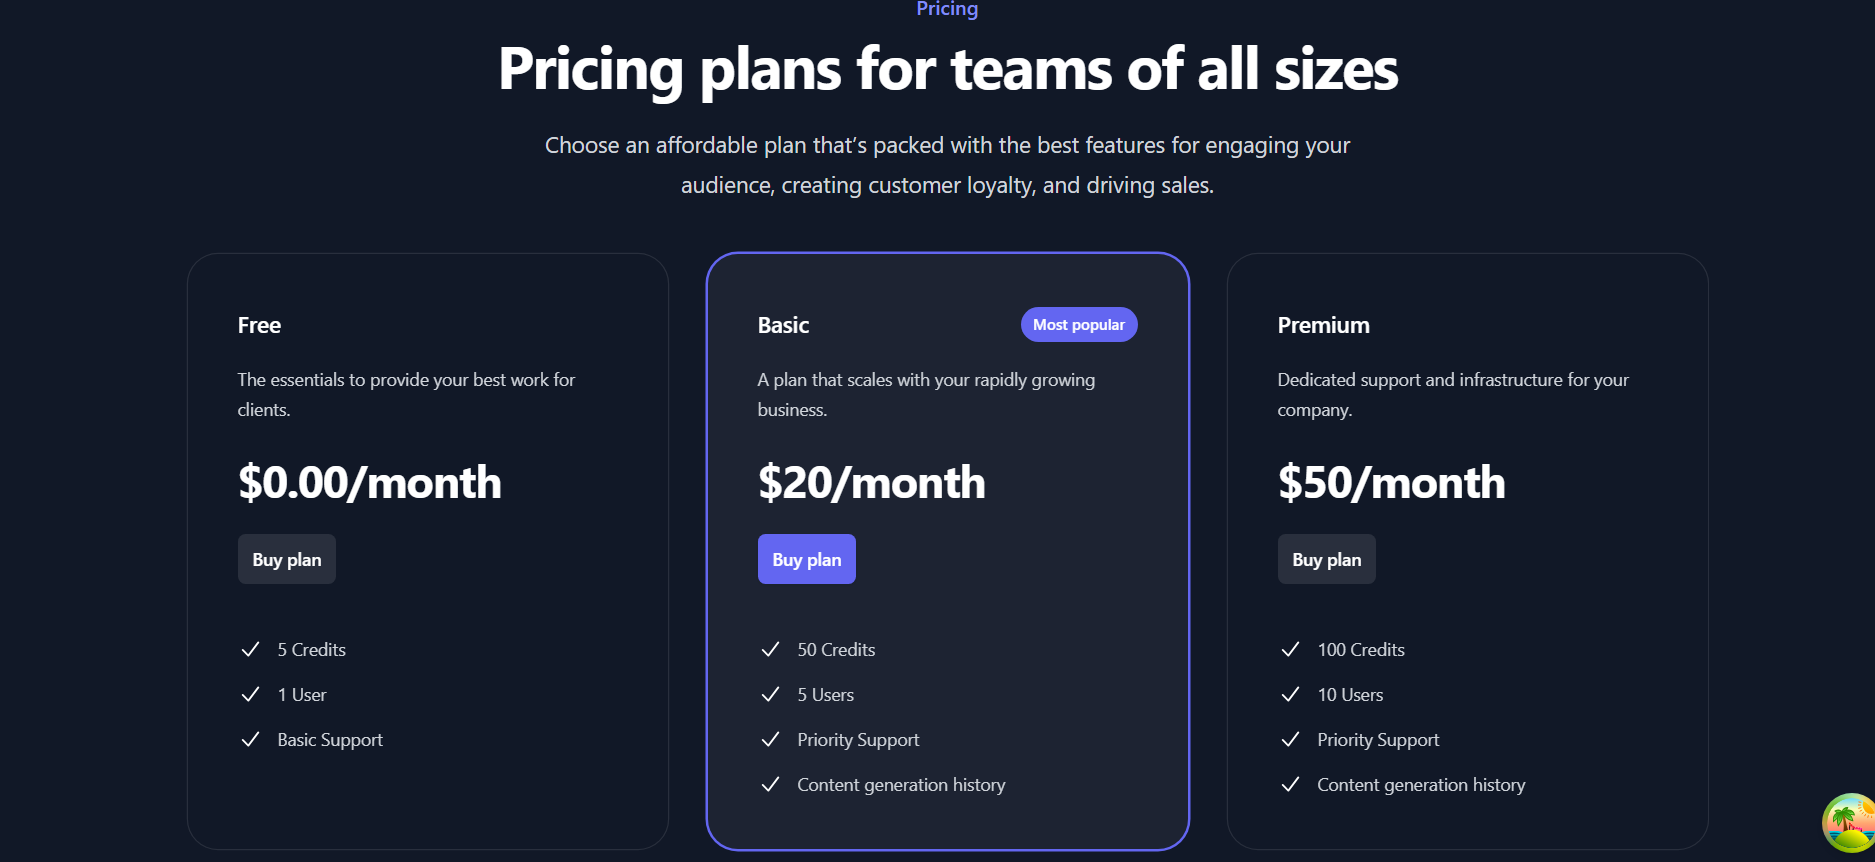 Pricing
Pricing plans for teams of all sizes
Choose an affordable plan that’s packed with the best features for engaging your
audience, creating customer loyalty, and driving sales.
Free
The essentials to provide your best work for
clients.
$0.00/month
Buy plan
5 Credits
1 User
Basic Support
Basic
Most popular
A plan that scales with your rapidly growing
business.
$20/month
Buy plan
50 Credits
5 Users
Priority Support
Content generation history
Premium
Dedicated support and infrastructure for your
company.
$50/month
Buy plan
100 Credits
10 Users
Priority Support
Content generation history